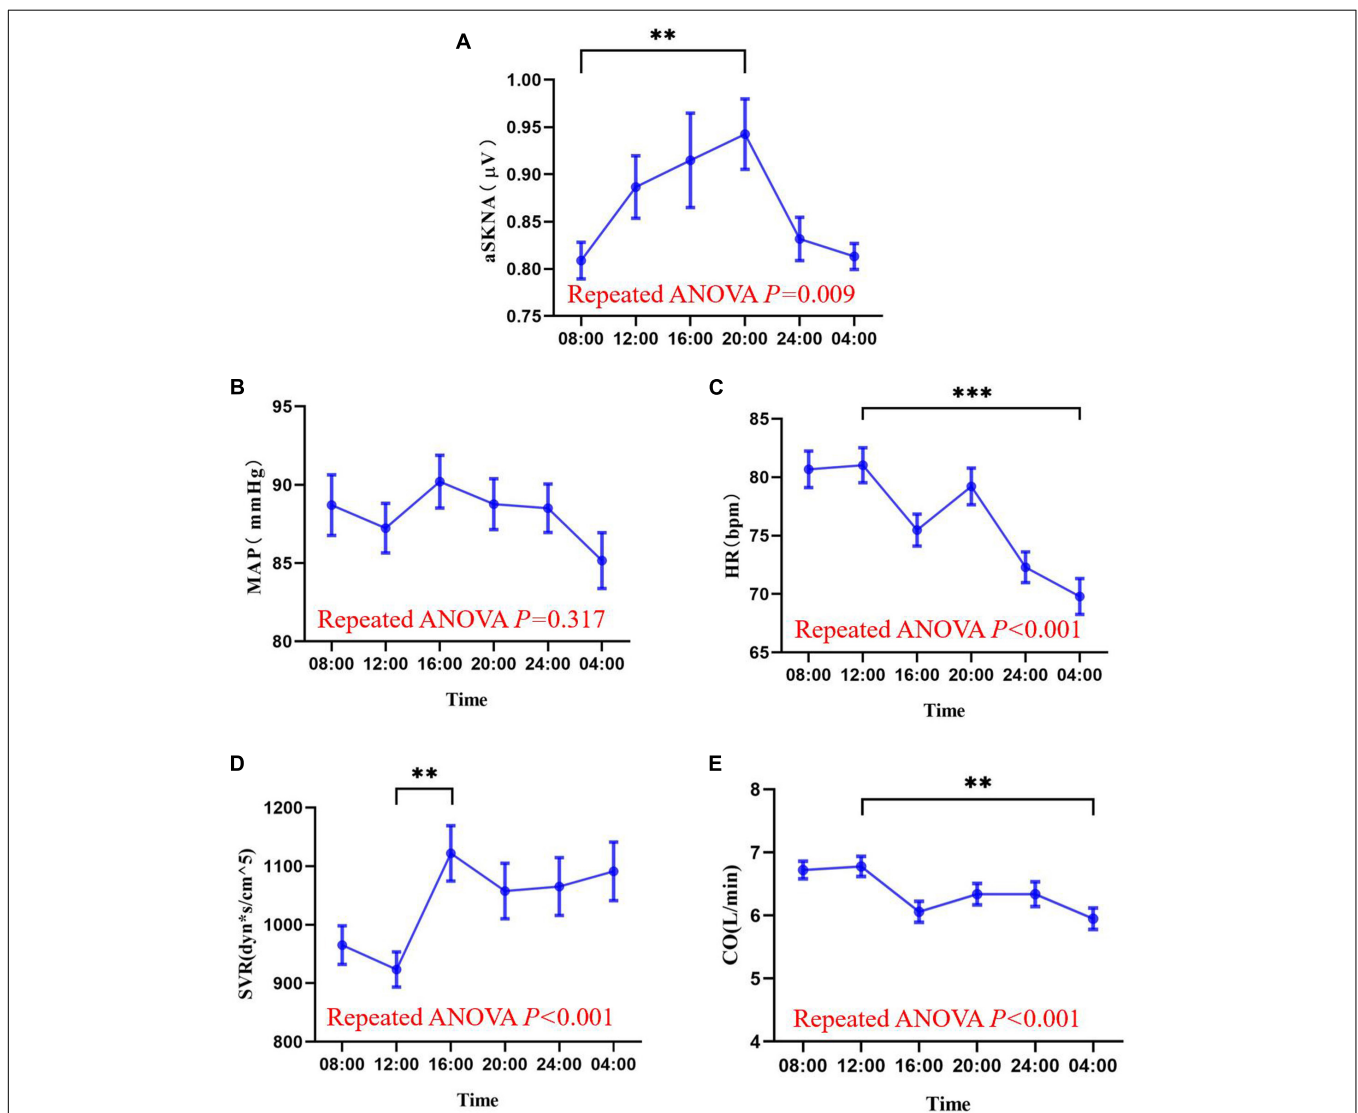 A
**
1.00
0.95
0.90
0.85
0.80
0.75
aSKNA ( μV )
Repeated ANOVA P=0.009
08:00 12:00 16:00 20:00 24:00 04:00
B
95
90
85
80
MAP ( mmHg)
Repeated ANOVA P=0.317
08:00 12:00 16:00 20:00 24:00 04:00
Time
C
***
85
80
75
70
65
HR(bpm)
Repeated ANOVA P<0.001
08:00 12:00 16:00 20:00 24:00 04:00
Time
D
**
1200
1100
1000
900
800
SVR(dyn*s/cm^5)
Repeated ANOVA P<0.001
08:00 12:00 16:00 20:00 24:00 04:00
Time
E
**
8
7
6
5
4
CO(L/min)
Repeated ANOVA P<0.001
08:00 12:00 16:00 20:00 24:00 04:00
Time